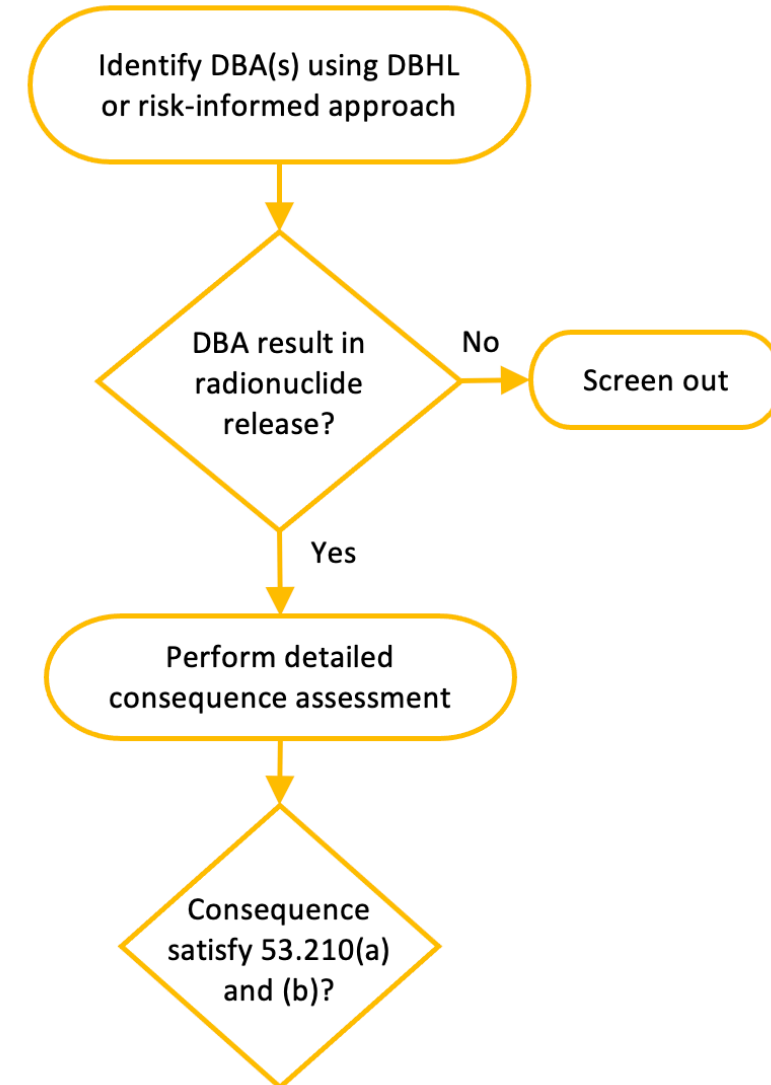 Identify DBA(s) using DBHL
or risk-informed approach
DBA result in
radionuclide
release?
No
Screen out
Yes
Perform detailed
consequence assessment
Consequence
satisfy 53.210(a)
and (b)?